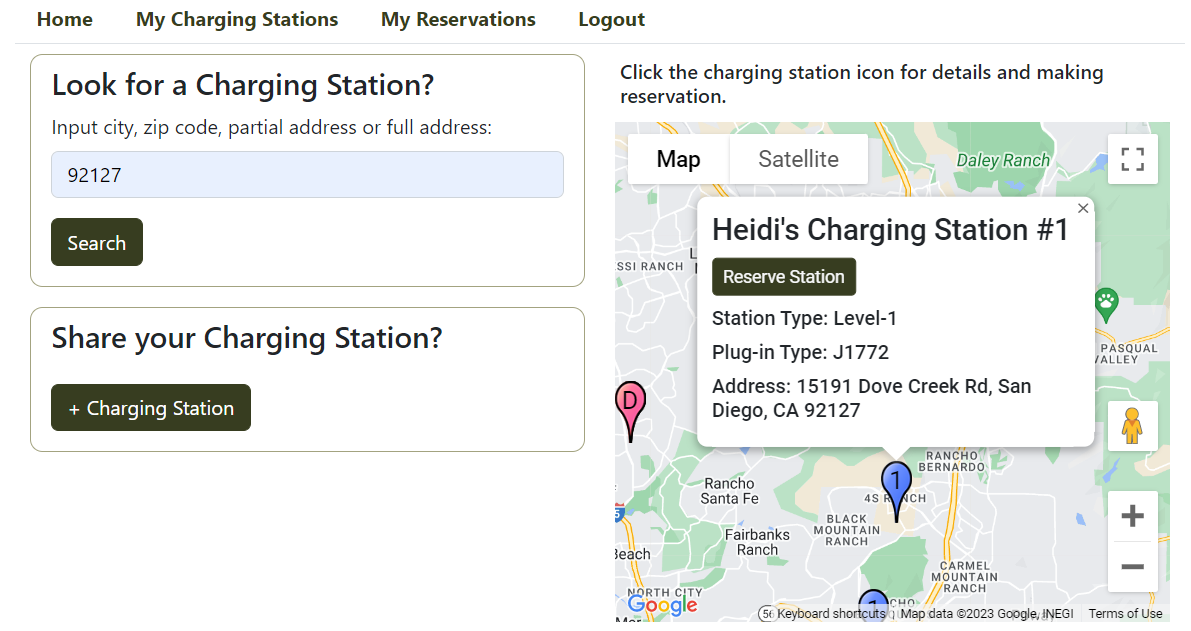 Home My Charging Stations My Reservations Logout
Look for a Charging Station?
Input city, zip code, partial address or full address:
92127
Search
Share your Charging Station?
+ Charging Station
Click the charging station icon for details and making
reservation.
Map Satellite
Daley Ranch
Heidi's Charging Station #1
Reserve Station
Station Type: Level-1
Plug-in Type: J1772
Address: 15191 Dove Creek Rd, San
Diego, CA 92127
SSI RANCH
PASQUAL
VALLEY
D
RANCHO
BERNARDO
1
Rancho
Santa Fe
4S RANCH
5
BLACK
MOUNTAIN
RANCH
Fairbanks
Ranch
Beach
CARMEL
MOUNTAIN
RANCH
NORTH CITY
Google
56
1
Keyboard shortcuts Map data ©2023 Google, INEGI Terms of Use